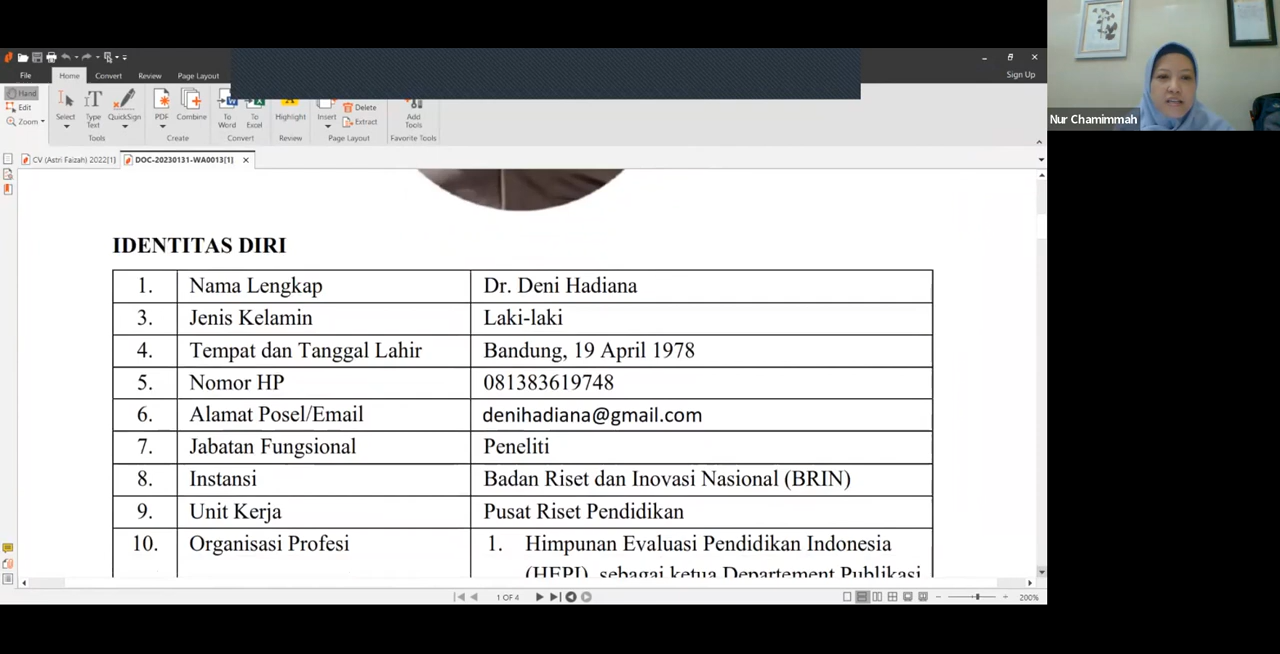 Sign Up
File Home Convert Review Page Layout
Hand
Edit
Zoom
Select
Type Text
QuickSign
PDF
Combine
To Word
To Excel
Highlight
Insert
Delete
Extract
Add Tools
Tools Create Convert Review Page Layout Favorite Tools
CV (Astri Faizah) 2022[1] DOC-20230131-WA0013[1]
Nur Chamimmah
IDENTITAS DIRI
1. Nama Lengkap Dr. Deni Hadiana
3. Jenis Kelamin Laki-laki
4. Tempat dan Tanggal Lahir Bandung, 19 April 1978
5. Nomor HP 081383619748
6. Alamat Posel/Email denihadiana@gmail.com
7. Jabatan Fungsional Peneliti
8. Instansi Badan Riset dan Inovasi Nasional (BRIN)
9. Unit Kerja Pusat Riset Pendidikan
10. Organisasi Profesi 1. Himpunan Evaluasi Pendidikan Indonesia
(HEPI), sebagai ketua Departement Publikasi
1 OF 4
200%